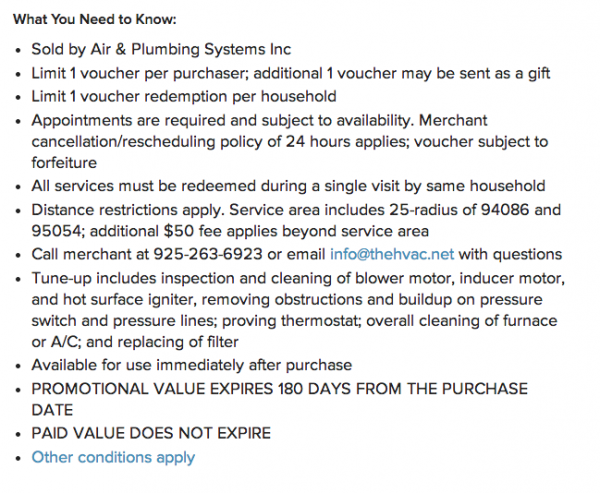 What You Need to Know:
• Sold by Air & Plumbing Systems Inc
• Limit 1 voucher per purchaser; additional 1 voucher may be sent as a gift
• Limit 1 voucher redemption per household
• Appointments are required and subject to availability. Merchant
cancellation/rescheduling policy of 24 hours applies; voucher subject to
forfeiture
• All services must be redeemed during a single visit by same household
• Distance restrictions apply. Service area includes 25-radius of 94086 and
95054; additional $50 fee applies beyond service area
• Call merchant at 925-263-6923 or email info@thehvac.net with questions
• Tune-up includes inspection and cleaning of blower motor, inducer motor,
and hot surface igniter, removing obstructions and buildup on pressure
switch and pressure lines; proving thermostat; overall cleaning of furnace
or A/C; and replacing of filter
• Available for use immediately after purchase
• PROMOTIONAL VALUE EXPIRES 180 DAYS FROM THE PURCHASE
DATE
• PAID VALUE DOES NOT EXPIRE
• Other conditions apply